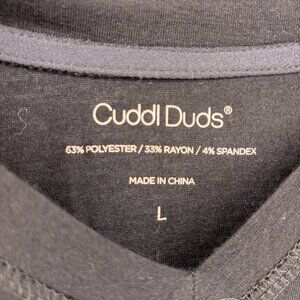 Cuddl Duds®
63% POLYESTER / 33% RAYON / 4% SPANDEX
MADE IN CHINA
L